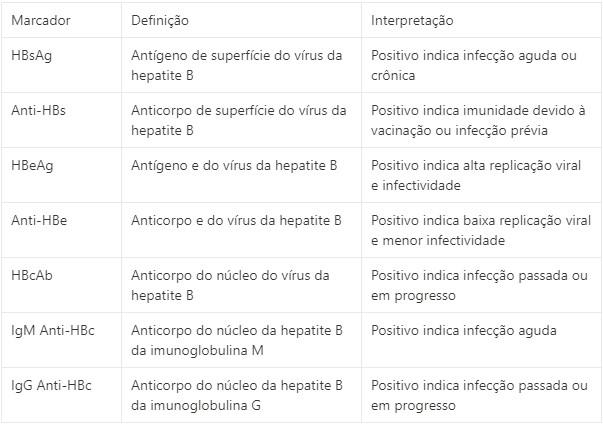 Marcador Definição Interpretação
HBsAg Antígeno de superfície do vírus da Positivo indica infecção aguda ou
hepatite B crônica
Anti-HBs Anticorpo de superfície do vírus da Positivo indica imunidade devido à
hepatite B vacinação ou infecção prévia
HBeAg Antígeno e do vírus da hepatite B Positivo indica alta replicação viral
e infectividade
Anti-HBe Anticorpo e do vírus da hepatite B Positivo indica baixa replicação viral
e menor infectividade
HBcAb Anticorpo do núcleo do vírus da Positivo indica infecção passada ou
hepatite B em progresso
IgM Anti-HBc Anticorpo do núcleo da hepatite B Positivo indica infecção aguda
da imunoglobulina M
IgG Anti-HBc Anticorpo do núcleo da hepatite B Positivo indica infecção passada ou
da imunoglobulina G em progresso